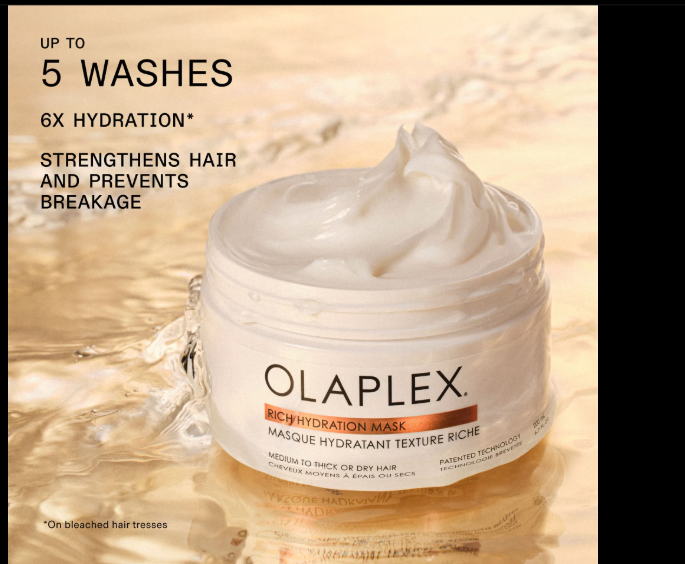 UP TO
5 WASHES
6X HYDRATION*
STRENGTHENS HAIR
AND PREVENTS
BREAKAGE
OLAPLEX.
RICH HYDRATION MASK
MASQUE HYDRATANT TEXTURE RICHE
MEDIUM TO THICK OR DRY HAIR
CHEVEUX MOYENS À ÉPAIS OU SECS
PATENTED TECHNOLOGY
TECHNOLOGIE BREVETÉE
*On bleached hair tresses